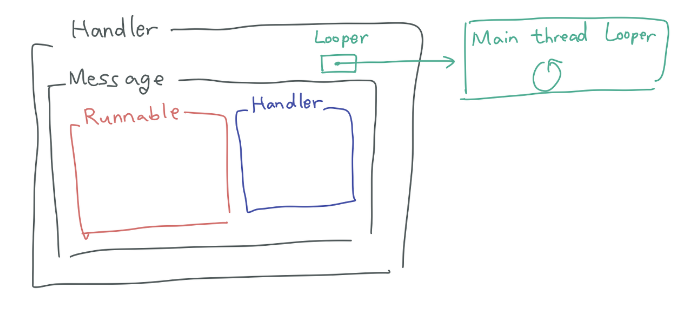 Handler
Looper
Main thread Looper
Message
Runnable
Handler